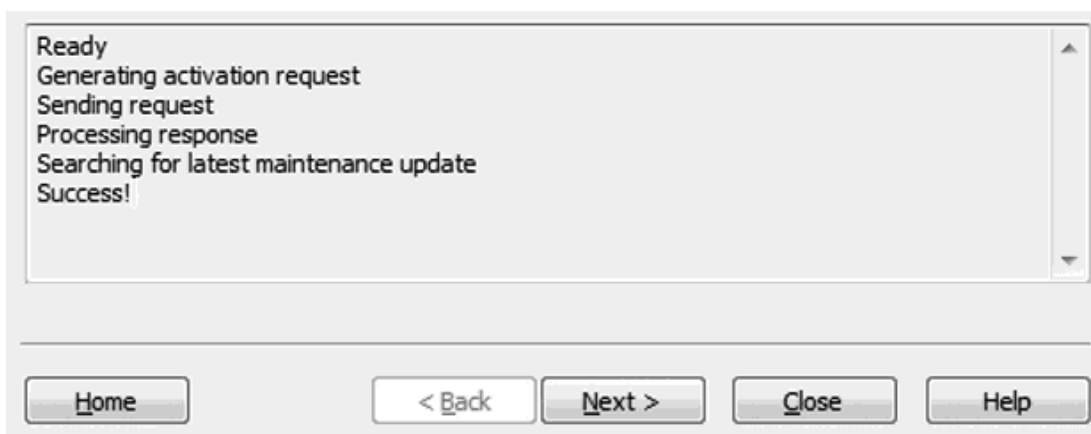 Ready
Generating activation request
Sending request
Processing response
Searching for latest maintenance update
Success!
Home
< Back
Next >
Close
Help